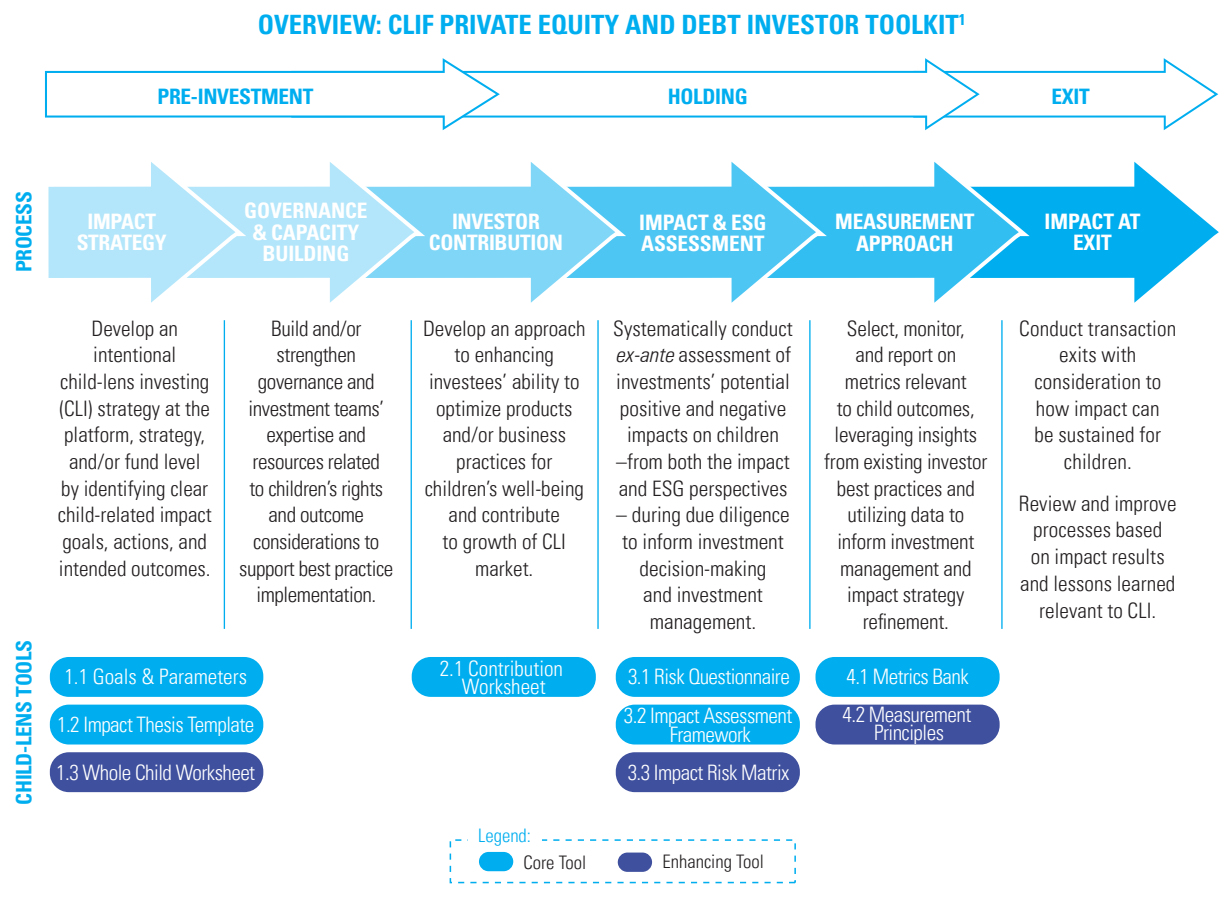 OVERVIEW: CLIF PRIVATE EQUITY AND DEBT INVESTOR TOOLKIT¹
PRE-INVESTMENT
HOLDING
EXIT
PROCESS
IMPACT
STRATEGY
GOVERNANCE
& CAPACITY
BUILDING
INVESTOR
CONTRIBUTION
IMPACT & ESG
ASSESSMENT
MEASUREMENT
APPROACH
IMPACT AT
EXIT
Develop an
intentional
child-lens investing
(CLI) strategy at the
platform, strategy,
and/or fund level
by identifying clear
child-related impact
goals, actions, and
intended outcomes.
Build and/or
strengthen
governance and
investment teams’
expertise and
resources related
to children’s rights
and outcome
considerations to
support best practice
implementation.
Develop an approach
to enhancing
investees’ ability to
optimize products
and/or business
practices for
children’s well-being
and contribute
to growth of CLI
market.
Systematically conduct
ex-ante assessment of
investments’ potential
positive and negative
impacts on children
–from both the impact
and ESG perspectives
– during due diligence
to inform investment
decision-making
and investment
management.
Select, monitor,
and report on
metrics relevant
to child outcomes,
leveraging insights
from existing investor
best practices and
utilizing data to
inform investment
management and
impact strategy
refinement.
Conduct transaction
exits with
consideration to
how impact can
be sustained for
children.
Review and improve
processes based
on impact results
and lessons learned
relevant to CLI.
CHILD-LENS TOOLS
1.1 Goals & Parameters
1.2 Impact Thesis Template
1.3 Whole Child Worksheet
2.1 Contribution
Worksheet
3.1 Risk Questionnaire
3.2 Impact Assessment
Framework
3.3 Impact Risk Matrix
4.1 Metrics Bank
4.2 Measurement
Principles
Legend:
Core Tool
Enhancing Tool